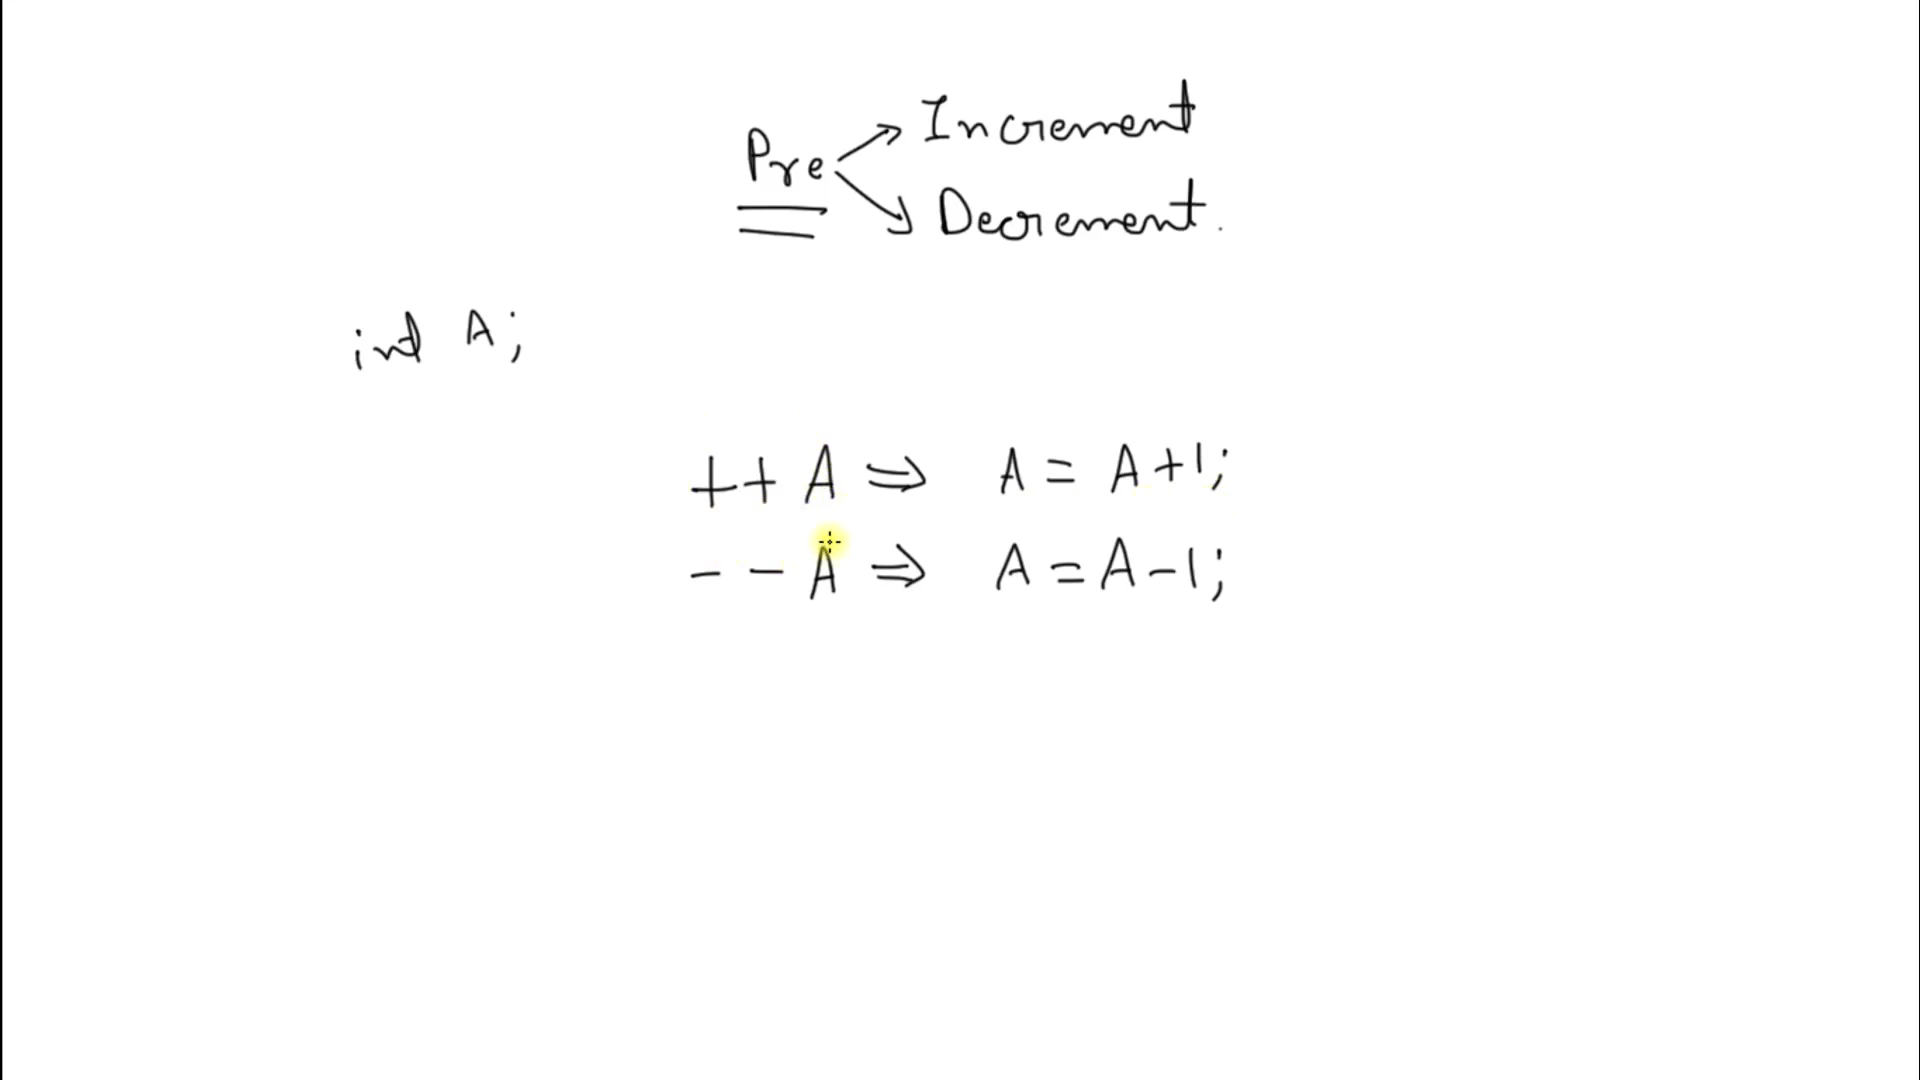 Increment
Pre
Decrement.
int A;
++ A ⇒ A = A+1;
-- A ⇒ A = A-1;